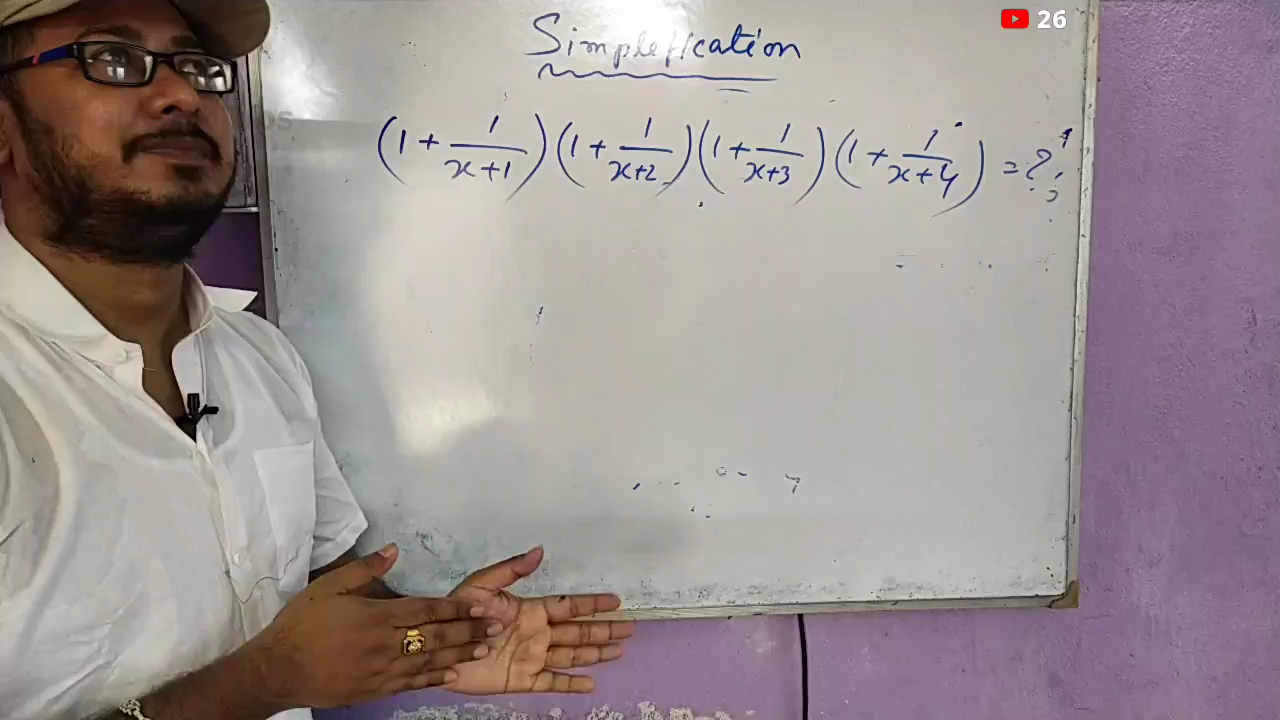 26
Simplification
(1 + 1/(x+1)) (1 + 1/(x+2)) (1 + 1/(x+3)) (1 + 1/(x+4)) = ?